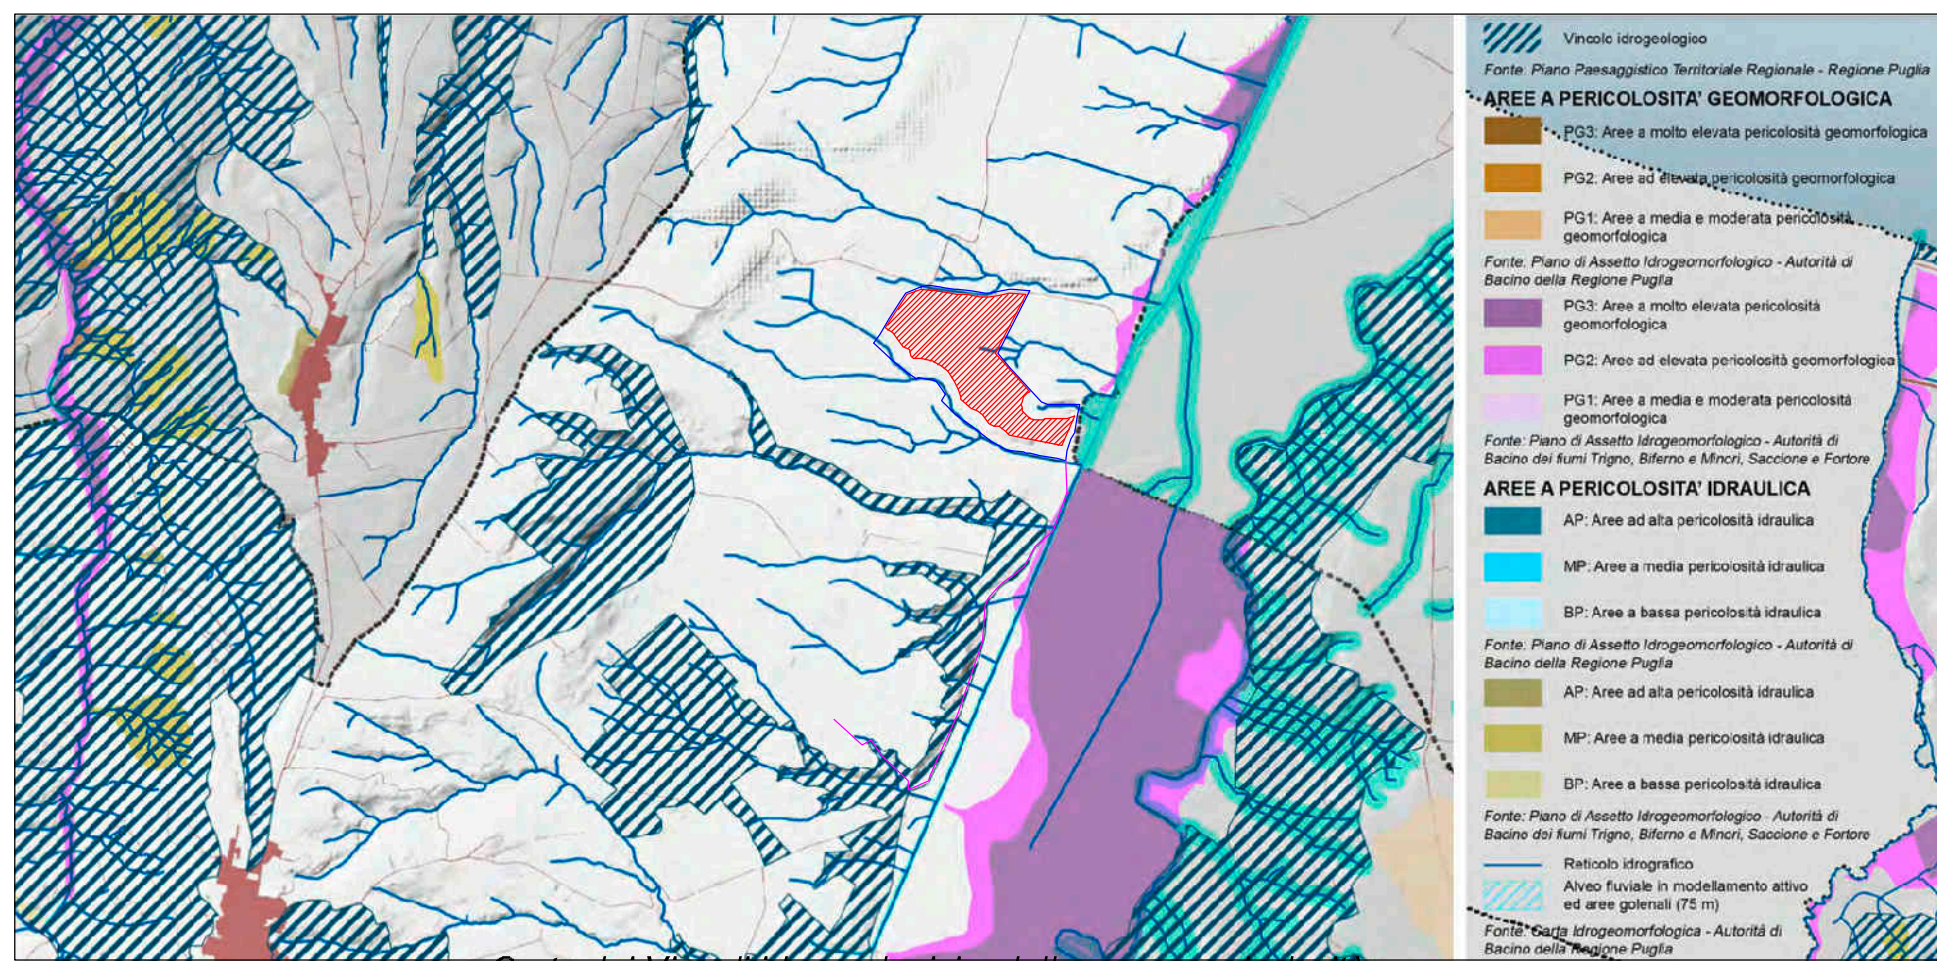 Vincolo idrogeologico
Fonte: Piano Paesaggistico Territoriale Regionale - Regione Puglia
AREE A PERICOLOSITA' GEOMORFOLOGICA
PG3: Aree a molto elevata pericolosità geomorfologica
PG2: Aree ad elevata pericolosità geomorfologica
PG1: Aree a media e moderata pericolosità
geomorfologica
Fonte: Piano di Assetto Idrogeomorfologico - Autorità di
Bacino della Regione Puglia
PG3: Aree a molto elevata pericolosità
geomorfologica
PG2: Aree ad elevata pericolosità geomorfologica
PG1: Aree a media e moderata pericolosità
geomorfologica
Fonte: Piano di Assetto Idrogeomorfologico - Autorità di
Bacino dei fiumi Trigno, Biferno e Minori, Saccione e Fortore
AREE A PERICOLOSITA' IDRAULICA
AP: Aree ad alta pericolosità idraulica
MP: Aree a media pericolosità idraulica
BP: Aree a bassa pericolosità idraulica
Fonte: Piano di Assetto Idrogeomorfologico - Autorità di
Bacino della Regione Puglia
AP: Aree ad alta pericolosità idraulica
MP: Aree a media pericolosità idraulica
BP: Aree a bassa pericolosità idraulica
Fonte: Piano di Assetto Idrogeomorfologico - Autorità di
Bacino dei fiumi Trigno, Biferno e Minori, Saccione e Fortore
Reticolo idrografico
Alveo fluviale in modellamento attivo
ed aree golenali (75 m)
Fonte: Carta Idrogeomorfologica - Autorità di
Bacino della Regione Puglia